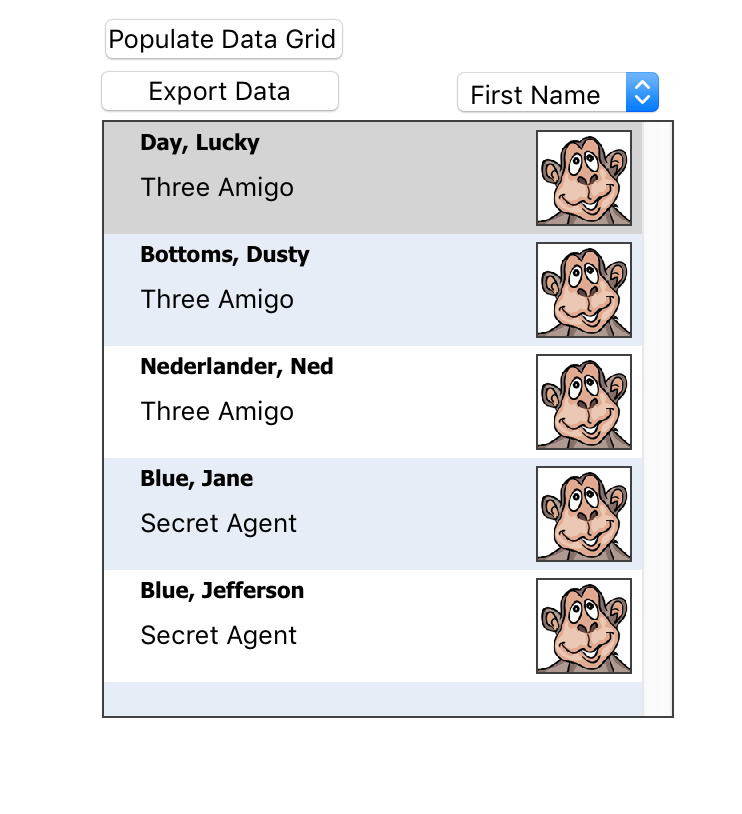 Populate Data Grid
Export Data
First Name
Day, Lucky
Three Amigo
Bottoms, Dusty
Three Amigo
Nederlander, Ned
Three Amigo
Blue, Jane
Secret Agent
Blue, Jefferson
Secret Agent